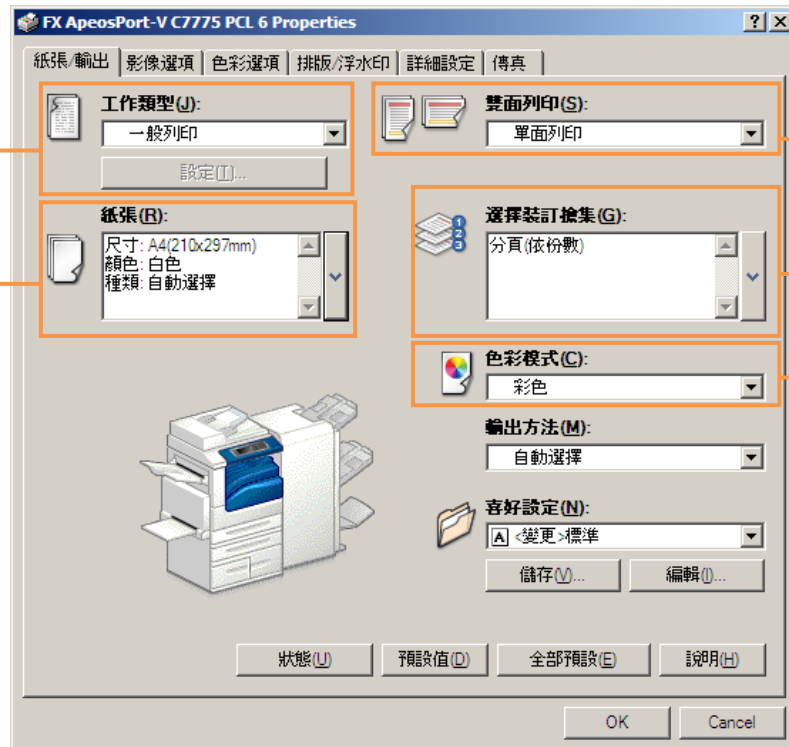 FX ApeosPort-V C7775 PCL 6 Properties
紙張/輸出 影像選項 色彩選項 排版/浮水印 詳細設定 傳真
工作類型(J):
一般列印
設定(T)...
紙張(R):
尺寸: A4(210x297mm)
顏色: 白色
種類: 自動選擇
雙面列印(S):
單面列印
選擇裝訂撿集(G):
1
2
3
分頁(依份數)
色彩模式(C):
彩色
輸出方法(M):
自動選擇
喜好設定(N):
A <變更>標準
儲存(V)... 編輯(I)...
狀態(U) 預設值(D) 全部預設(E) 說明(H)
OK Cancel